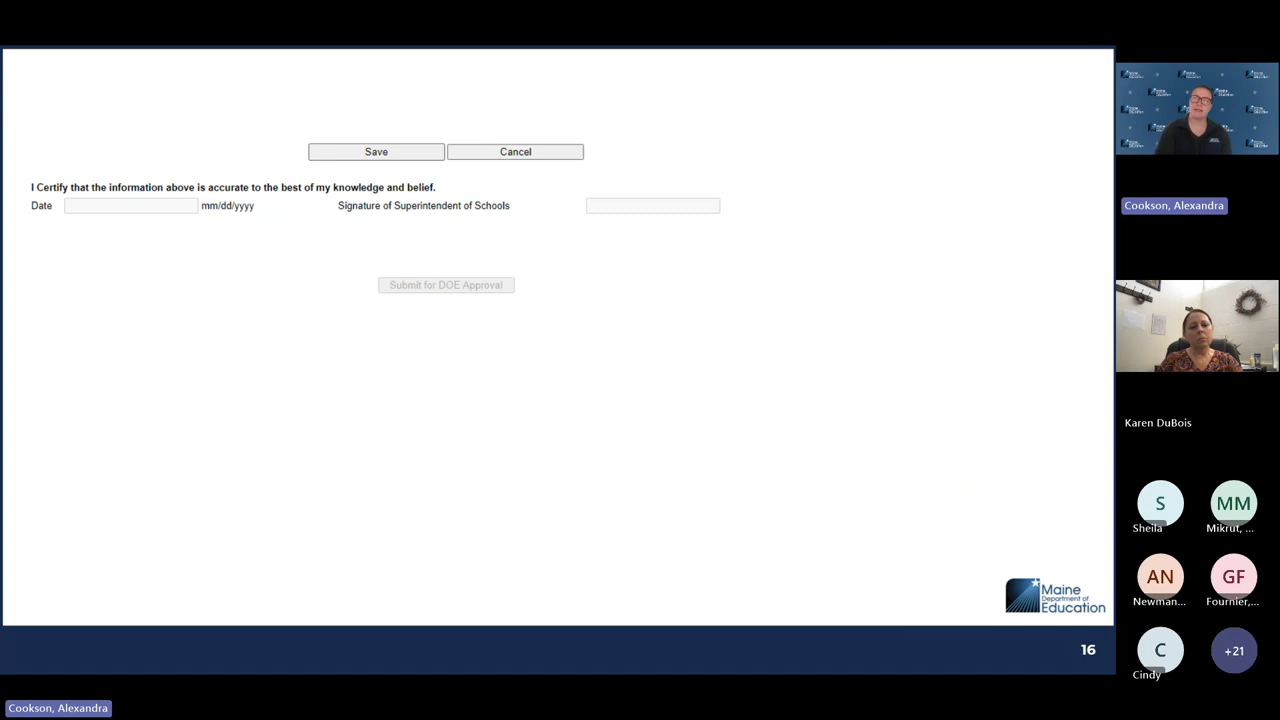 Save Cancel
I Certify that the information above is accurate to the best of my knowledge and belief.
Date mm/dd/yyyy Signature of Superintendent of Schools
Submit for DOE Approval
Maine
Department of
Education
16
Cookson, Alexandra
Cookson, Alexandra
Karen DuBois
S MM
Sheila Mikrut, ...
AN GF
Newman... Fournier,...
C +21
Cindy